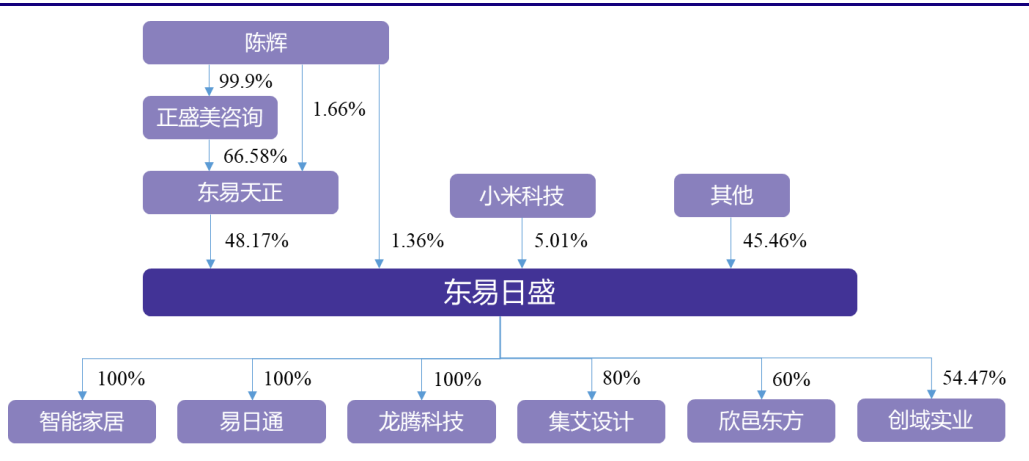 陈辉
99.9%
1.66%
正盛美咨询
66.58%
东易天正
小米科技
其他
48.17%
1.36%
5.01%
45.46%
东易日盛
100%
100%
100%
80%
60%
54.47%
智能家居
易日通
龙腾科技
集艾设计
欣邑东方
创域实业